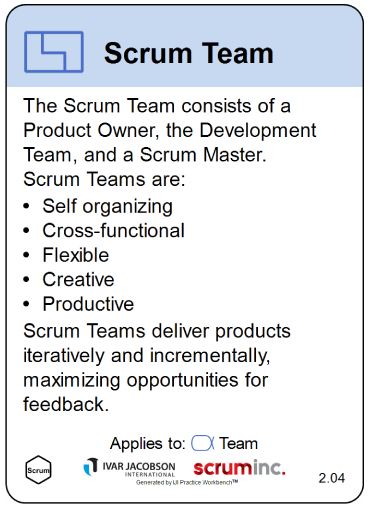 Scrum Team
The Scrum Team consists of a
Product Owner, the Development
Team, and a Scrum Master.
Scrum Teams are:
• Self organizing
• Cross-functional
• Flexible
• Creative
• Productive
Scrum Teams deliver products
iteratively and incrementally,
maximizing opportunities for
feedback.
Applies to: Team
Scrum
IVAR JACOBSON
INTERNATIONAL
scruminc.
Generated by IJI Practice Workbench™
2.04